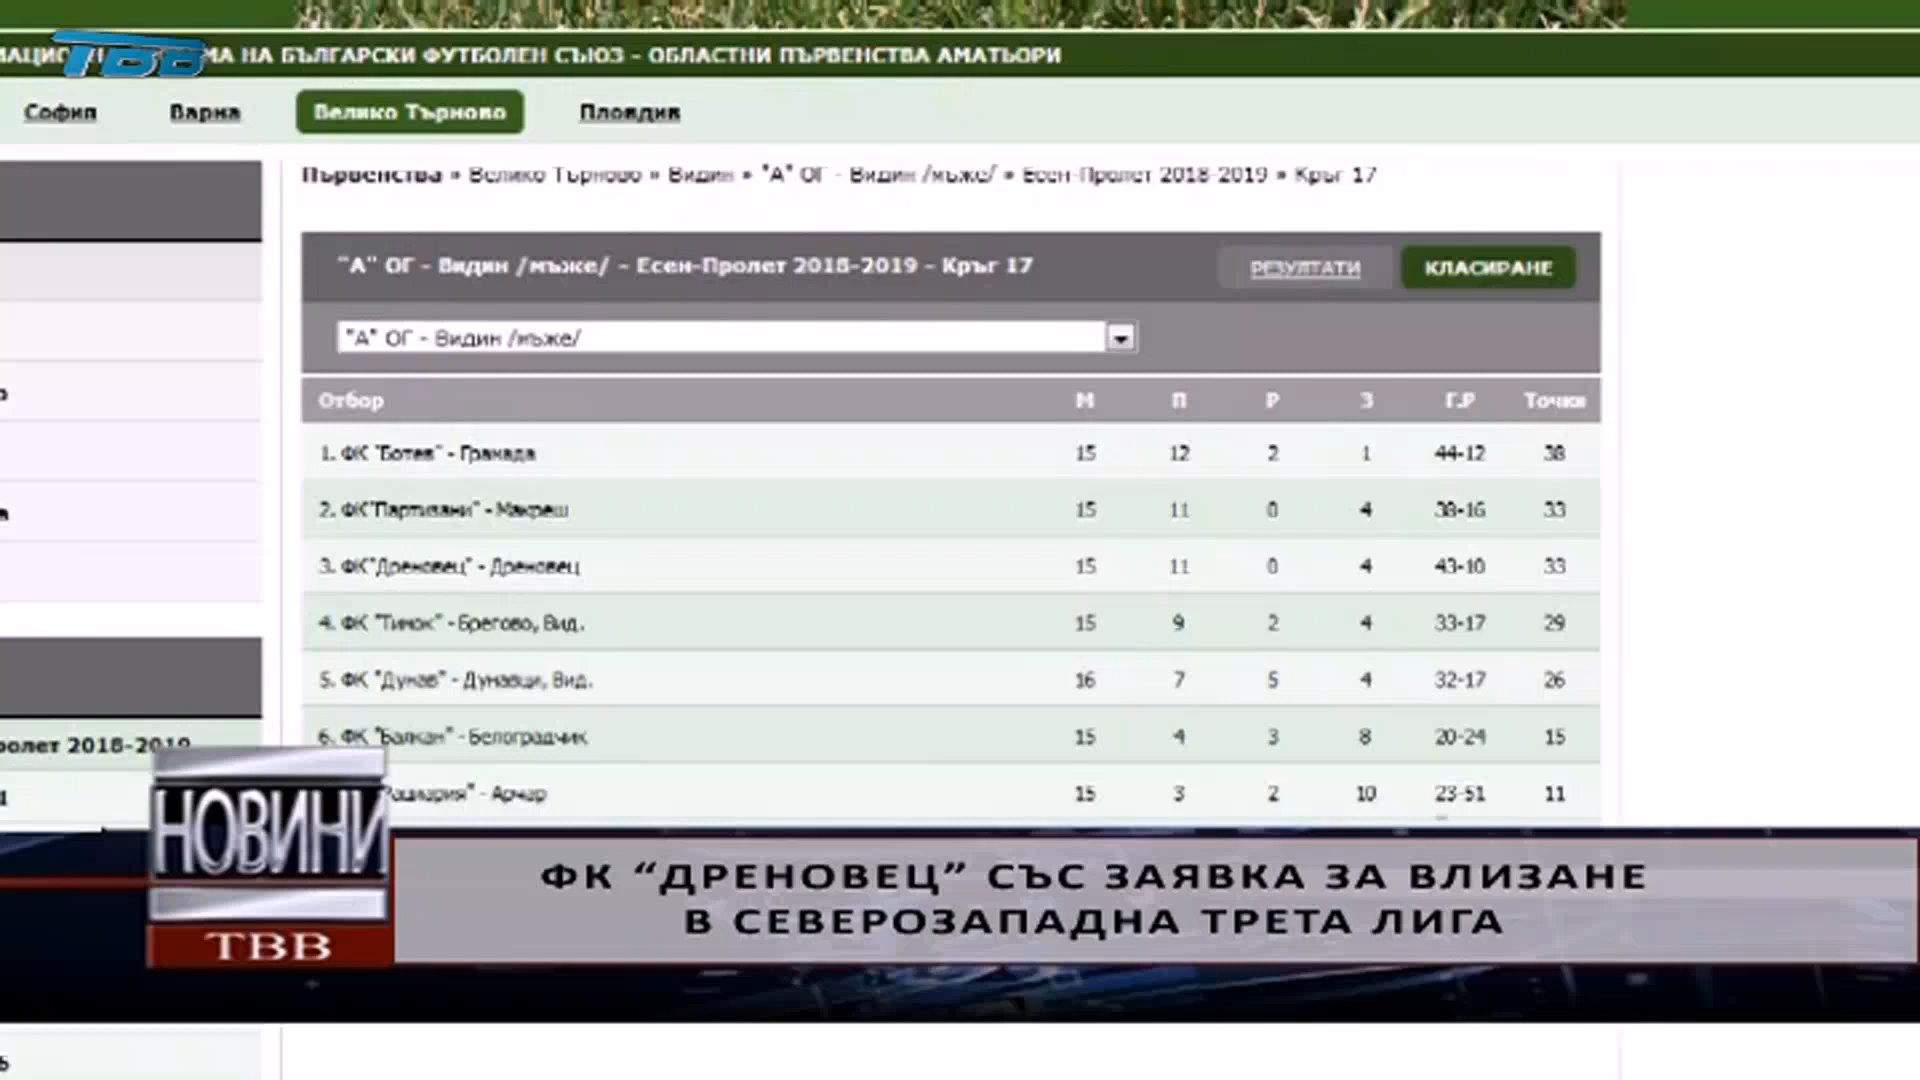 ТВВ
МА НА БЪЛГАРСКИ ФУТБОЛЕН СЪЮЗ - ОБЛАСТНИ ПЪРВЕНСТВА АМАТЬОРИ
София Варна Велико Търново Пловдив
Първенства » Велико Търново » Видин » "А" ОГ - Видин /мъже/ » Есен-Пролет 2018-2019 » Кръг 17
"А" ОГ - Видин /мъже/ - Есен-Пролет 2018-2019 - Кръг 17 РЕЗУЛТАТИ КЛАСИРАНЕ
"А" ОГ - Видин /мъже/
Отбор М П Р З Г.Р Точки
1. ФК "Ботев" - Грамада 15 12 2 1 44-12 38
2. ФК"Партизани" - Макреш 15 11 0 4 38-16 33
3. ФК"Дреновец" - Дреновец 15 11 0 4 43-10 33
4. ФК "Тимок" - Брегово, Вид. 15 9 2 4 33-17 29
5. ФК "Дунав" - Дунавци, Вид. 16 7 5 4 32-17 26
6. ФК "Балкан" - Белоградчик 15 4 3 8 20-24 15
Рациария" - Арчар 15 3 2 10 23-51 11
ролет 2018-2019
НОВИНИ
ТВВ
ФК “ДРЕНОВЕЦ” СЪС ЗАЯВКА ЗА ВЛИЗАНЕ
В СЕВЕРОЗАПАДНА ТРЕТА ЛИГА